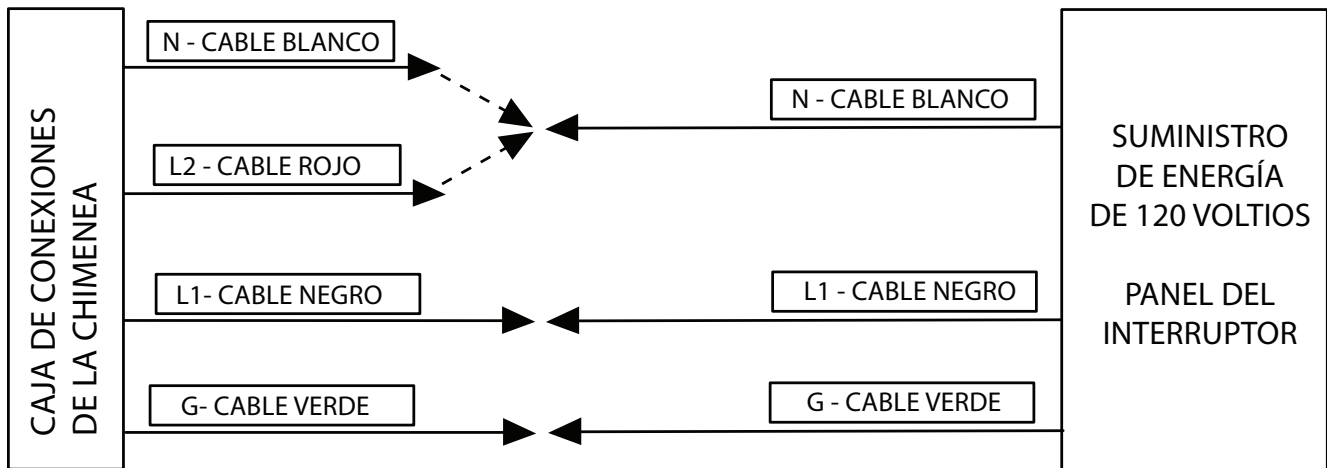 CAJA DE CONEXIONES
DE LA CHIMENEA
N - CABLE BLANCO
L2 - CABLE ROJO
L1- CABLE NEGRO
G- CABLE VERDE
N - CABLE BLANCO
L1 - CABLE NEGRO
G - CABLE VERDE
SUMINISTRO
DE ENERGÍA
DE 120 VOLTIOS
PANEL DEL
INTERRUPTOR